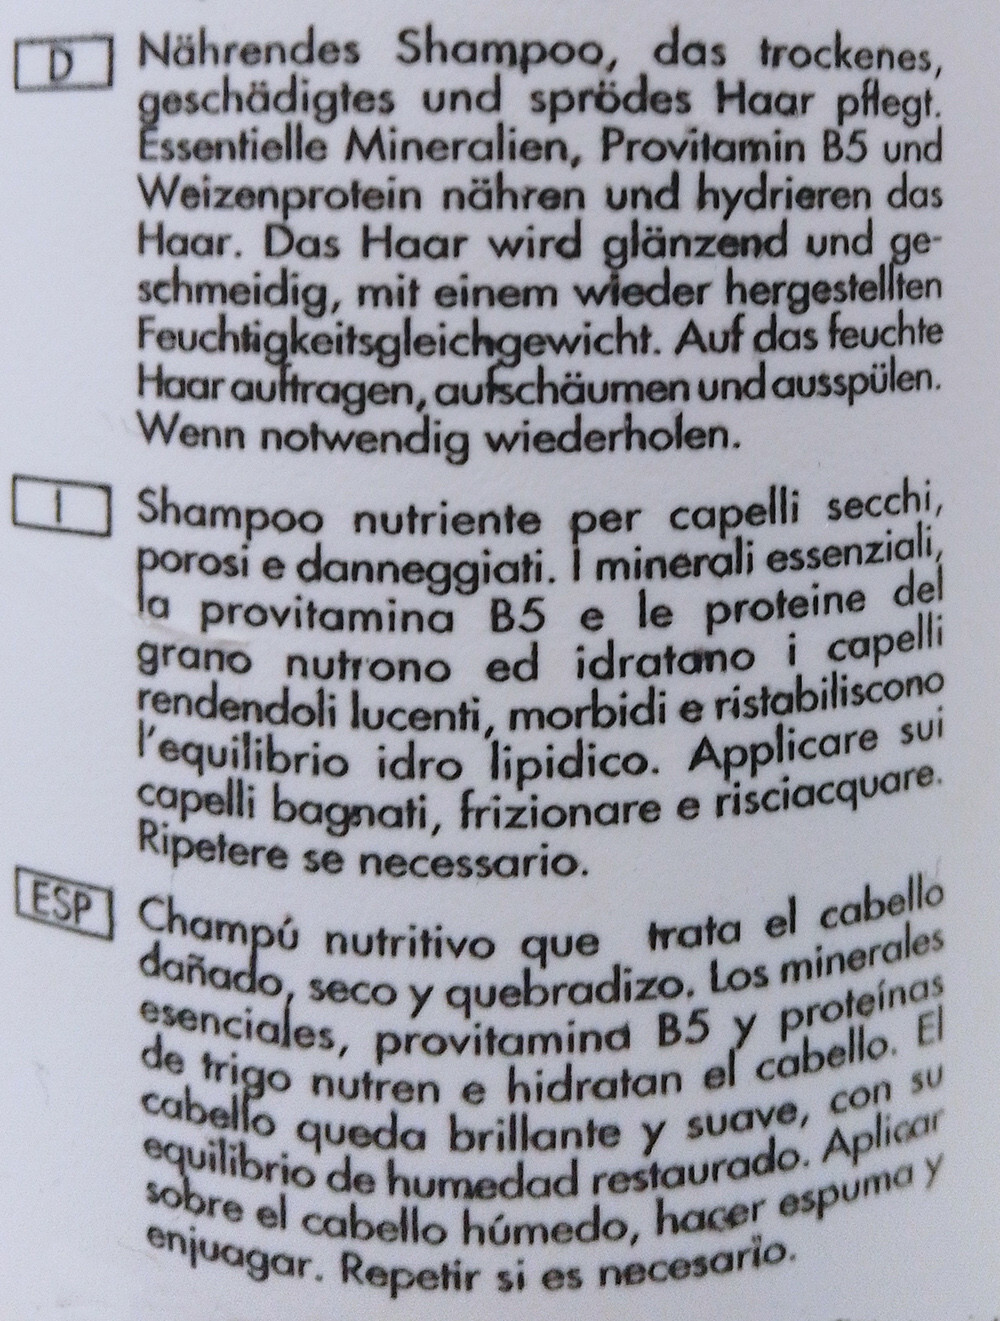 D
Nährendes Shampoo, das trockenes,
geschädigtes und sprödes Haar pflegt.
Essentielle Mineralien, Provitamin B5 und
Weizenprotein nähren und hydrieren das
Haar. Das Haar wird glänzend und ge-
schmeidig, mit einem wieder hergestellten
Feuchtigkeitsgleichgewicht. Auf das feuchte
Haar auftragen, aufschäumen und ausspülen.
Wenn notwendig wiederholen.
I
Shampoo nutriente per capelli secchi,
porosi e danneggiati. I minerali essenziali,
la provitamina B5 e le proteine del
grano nutrono ed idratano i capelli
rendendoli lucenti, morbidi e ristabiliscono
l'equilibrio idro lipidico. Applicare sui
capelli bagnati, frizionare e risciacquare.
Ripetere se necessario.
ESP
Champú nutritivo que trata el cabello
dañado, seco y quebradizo. Los minerales
esenciales, provitamina B5 y proteínas
de trigo nutren e hidratan el cabello. El
cabello queda brillante y suave, con su
equilibrio de humedad restaurado. Aplicar
sobre el cabello húmedo, hacer espuma y
enjuagar. Repetir si es necesario.